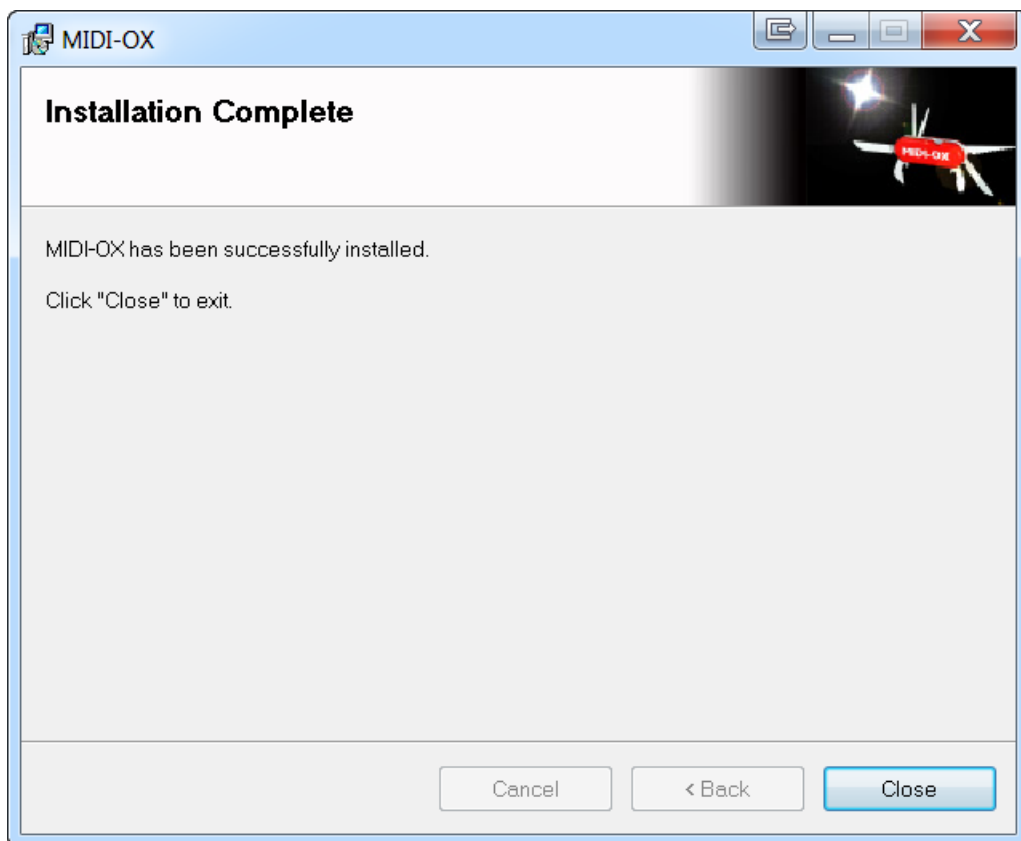 MIDI-OX
Installation Complete
MIDI-OX
MIDI-OX has been successfully installed.
Click "Close" to exit.
Cancel
< Back
Close